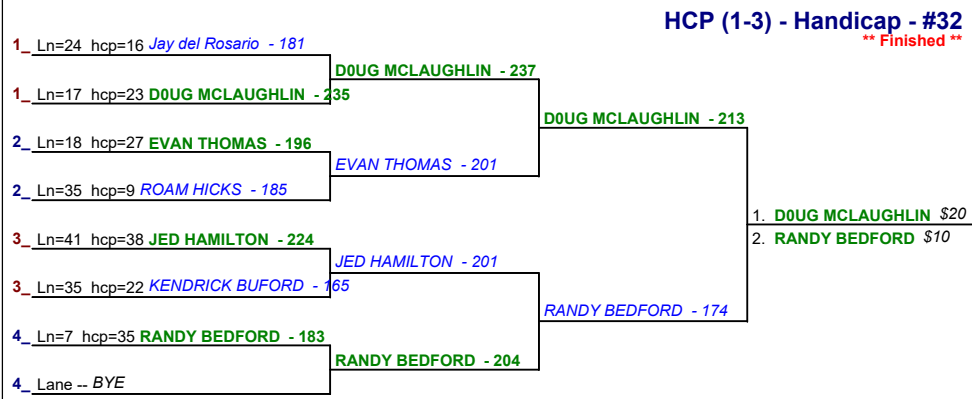 HCP (1-3) - Handicap - #32
** Finished **
1_ Ln=24 hcp=16 Jay del Rosario - 181
D0UG MCLAUGHLIN - 237
1_ Ln=17 hcp=23 D0UG MCLAUGHLIN - 235
D0UG MCLAUGHLIN - 213
2_ Ln=18 hcp=27 EVAN THOMAS - 196
EVAN THOMAS - 201
2_ Ln=35 hcp=9 ROAM HICKS - 185
1. D0UG MCLAUGHLIN $20
2. RANDY BEDFORD $10
3_ Ln=41 hcp=38 JED HAMILTON - 224
JED HAMILTON - 201
3_ Ln=35 hcp=22 KENDRICK BUFORD - 165
RANDY BEDFORD - 174
4_ Ln=7 hcp=35 RANDY BEDFORD - 183
RANDY BEDFORD - 204
4_ Lane -- BYE